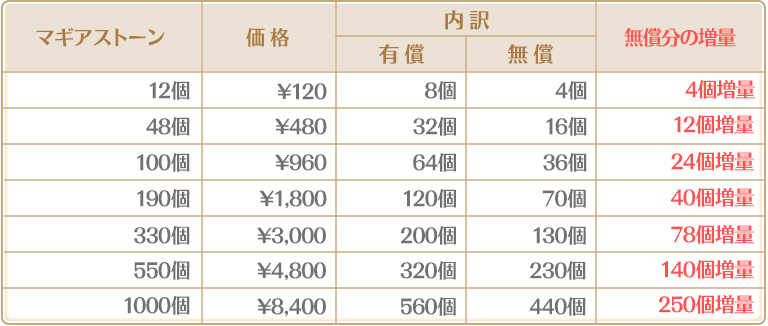 マギアストーン 価格 内訳 無償分の増量
有償 無償
12個 ¥120 8個 4個 4個増量
48個 ¥480 32個 16個 12個増量
100個 ¥960 64個 36個 24個増量
190個 ¥1,800 120個 70個 40個増量
330個 ¥3,000 200個 130個 78個増量
550個 ¥4,800 320個 230個 140個増量
1000個 ¥8,400 560個 440個 250個増量